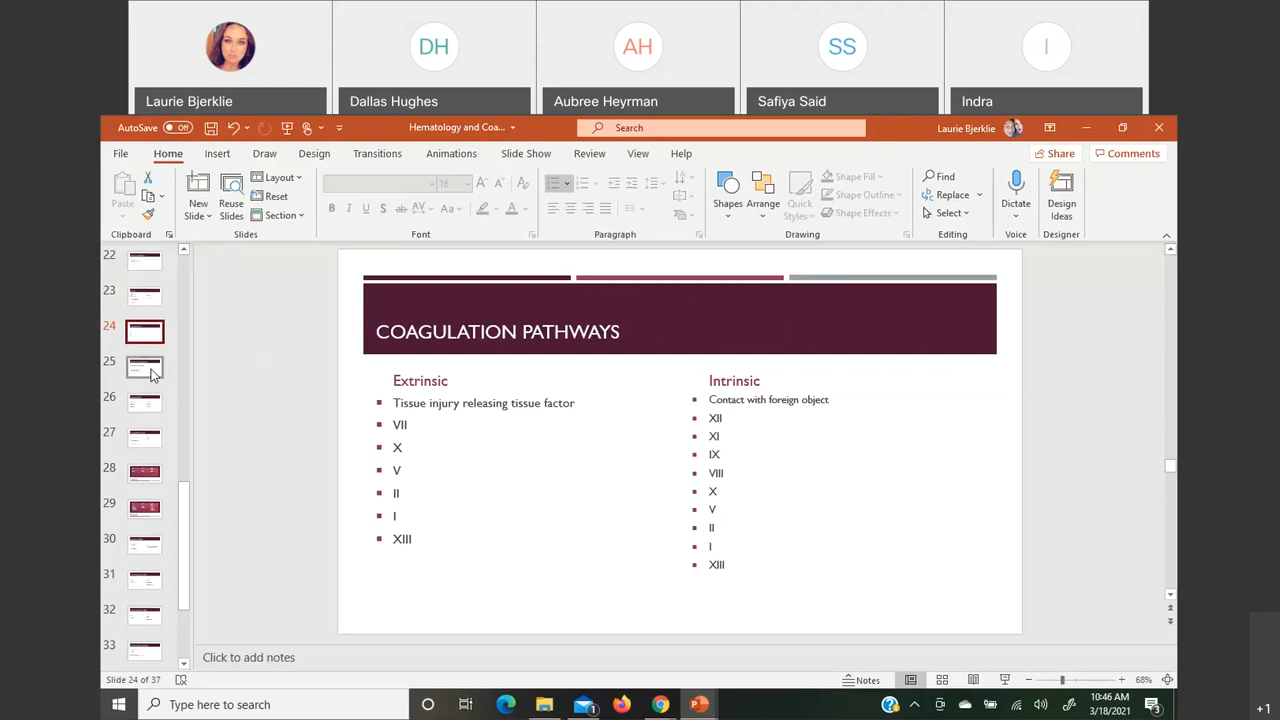 DH
AH
SS
I
Laurie Bjerklie
Dallas Hughes
Aubree Heyrman
Safiya Said
Indra
AutoSave
Off
Hematology and Coa...
Search
Laurie Bjerklie
File
Home
Insert
Draw
Design
Transitions
Animations
Slide Show
Review
View
Help
Share
Comments
Paste
New
Slides
Reuse
Slides
Layout
Reset
Section
18
Shapes
Arrange
Quick
Styles
Shape Fill
Shape Outline
Shape Effects
Find
Replace
Select
Dictate
Design
Ideas
Clipboard
Slides
Font
Paragraph
Drawing
Editing
Voice
Designer
22
23
24
25
26
27
28
29
30
31
32
33
COAGULATION PATHWAYS
Extrinsic
Tissue injury releasing tissue factor
VII
X
V
II
I
XIII
Intrinsic
Contact with foreign object
XII
XI
IX
VIII
X
V
II
I
XIII
Click to add notes
Slide 24 of 37
Notes
68%
Type here to search
10:46 AM
3/18/2021
3
+1